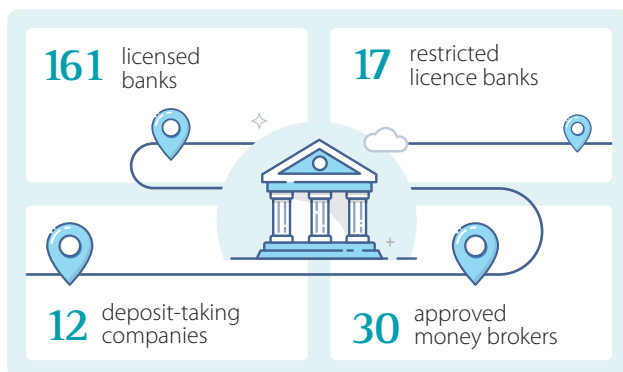 161 licensed
banks
17 restricted
licence banks
12 deposit-taking
companies
30 approved
money brokers